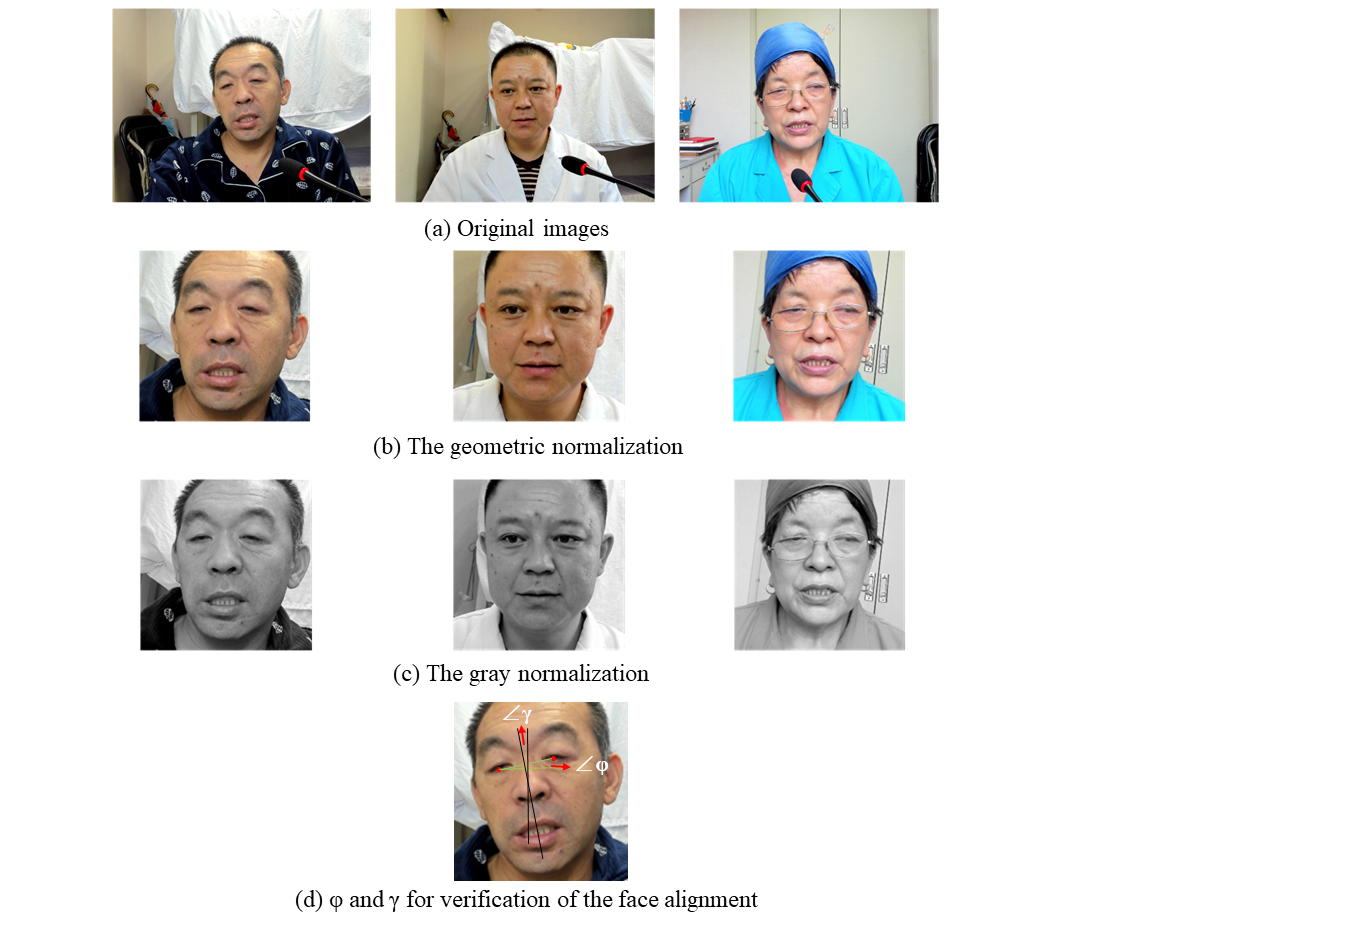 (a) Original images
(b) The geometric normalization
(c) The gray normalization
∠γ
∠φ
(d) φ and γ for verification of the face alignment